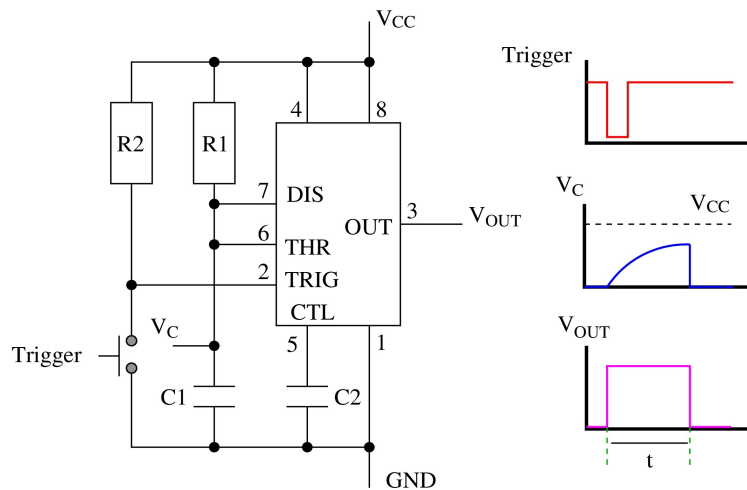 VCC
Trigger
4
8
R2
R1
7
DIS
VC
VCC
3
OUT
VOUT
6
THR
2
TRIG
CTL
VC
VOUT
5
1
Trigger
C1
C2
t
GND